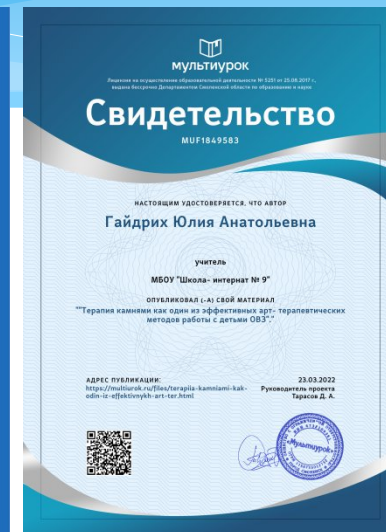 мультиурок
Лицензия на осуществление образовательной деятельности № 5251 от 25.08.2017 г.,
выдана бессрочно Департаментом Смоленской области по образованию и науке
Свидетельство
MUF1849583
НАСТОЯЩИМ УДОСТОВЕРЯЕТСЯ, ЧТО АВТОР
Гайдрих Юлия Анатольевна
учитель
МБОУ "Школа- интернат № 9"
ОПУБЛИКОВАЛ (-А) СВОЙ МАТЕРИАЛ
""Терапия камнями как один из эффективных арт- терапевтических
методов работы с детьми ОВЗ"."
АДРЕС ПУБЛИКАЦИИ:
https://multiurok.ru/files/terapiia-kamniami-kak-
odin-iz-effektivnykh-art-ter.html
23.03.2022
Руководитель проекта
Тарасов Д. А.
«Мультиурок»